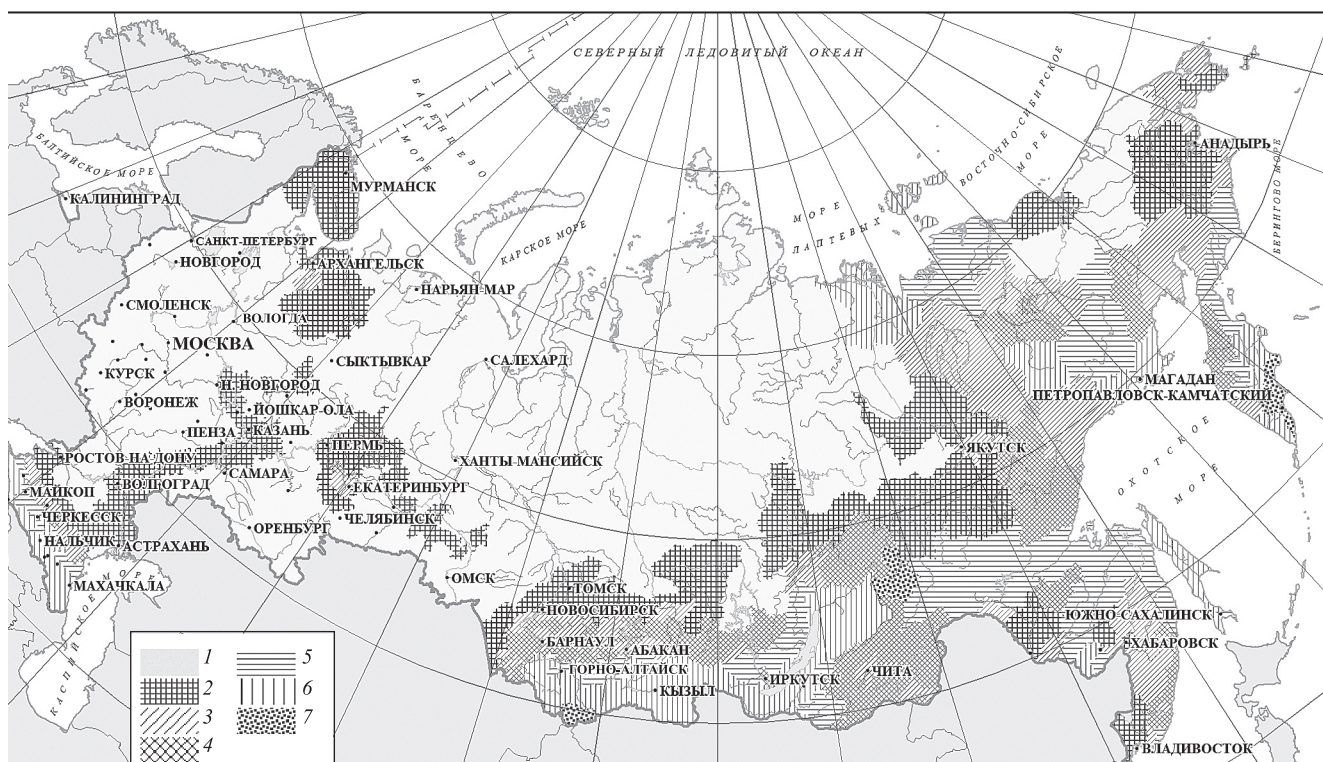 СЕВЕРНЫЙ ЛЕДОВИТЫЙ ОКЕАН
БАРЕНЦЕВО
МОРЕ
ВОСТОЧНО-СИБИРСКОЕ
МОРЕ
БЕРИНГОВО МОРЕ
АНАДЫРЬ
БАЛТИЙСКОЕ МОРЕ
МУРМАНСК
КАЛИНИНГРАД
МОРЕ
ЛАПТЕВЫХ
КАРСКОЕ МОРЕ
САНКТ-ПЕТЕРБУРГ
НОВГОРОД
АРХАНГЕЛЬСК
НАРЬЯН-МАР
СМОЛЕНСК
ВОЛОГДА
МОСКВА
СЫКТЫВКАР
САЛЕХАРД
КУРСК
Н. НОВГОРОД
МАГАДАН
ПЕТРОПАВЛОВСК-КАМЧАТСКИЙ
ВОРОНЕЖ
ЙОШКАР-ОЛА
ПЕНЗА
КАЗАНЬ
ПЕРМЬ
ЯКУТСК
ОХОТСКОЕ
МОРЕ
РОСТОВ-НА-ДОНУ
САМАРА
ХАНТЫ-МАНСИЙСК
МАЙКОП
ВОЛГОГРАД
ЕКАТЕРИНБУРГ
ЧЕРКЕССК
ЧЕЛЯБИНСК
ОРЕНБУРГ
НАЛЬЧИК
АСТРАХАНЬ
МАХАЧКАЛА
КАСПИЙСКОЕ МОРЕ
ОМСК
ТОМСК
НОВОСИБИРСК
ЮЖНО-САХАЛИНСК
БАРНАУЛ
АБАКАН
ХАБАРОВСК
ГОРНО-АЛТАЙСК
ИРКУТСК
ЧИТА
КЫЗЫЛ
ВЛАДИВОСТОК
1 5
2 6
3 7
4